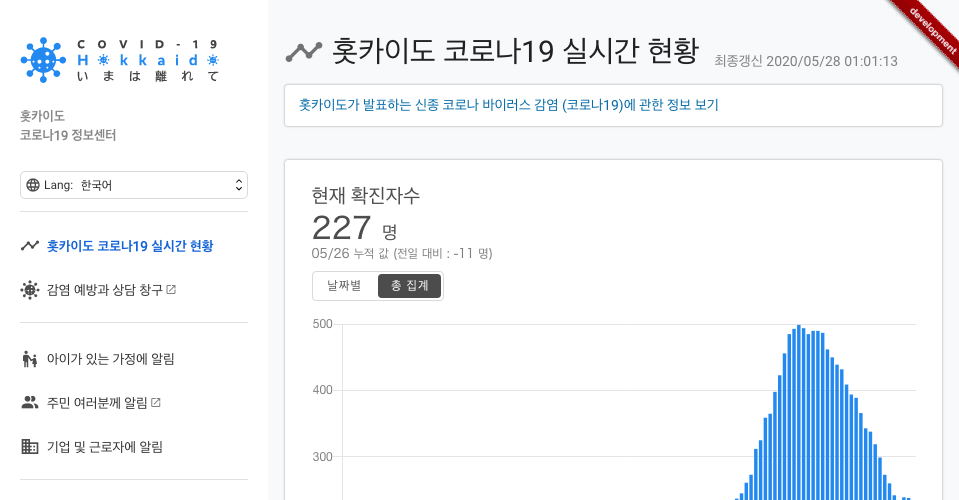 COVID-19
Hokkaido
いまは離れて
홋카이도
코로나19 정보센터
Lang: 한국어
홋카이도 코로나19 실시간 현황
감염 예방과 상담 창구
아이가 있는 가정에 알림
주민 여러분께 알림
기업 및 근로자에 알림
development
홋카이도 코로나19 실시간 현황
최종갱신 2020/05/28 01:01:13
홋카이도가 발표하는 신종 코로나 바이러스 감염 (코로나19)에 관한 정보 보기
현재 확진자수
227 명
05/26 누적 값 (전일 대비 : -11 명)
날짜별 총 집계
500
400
300